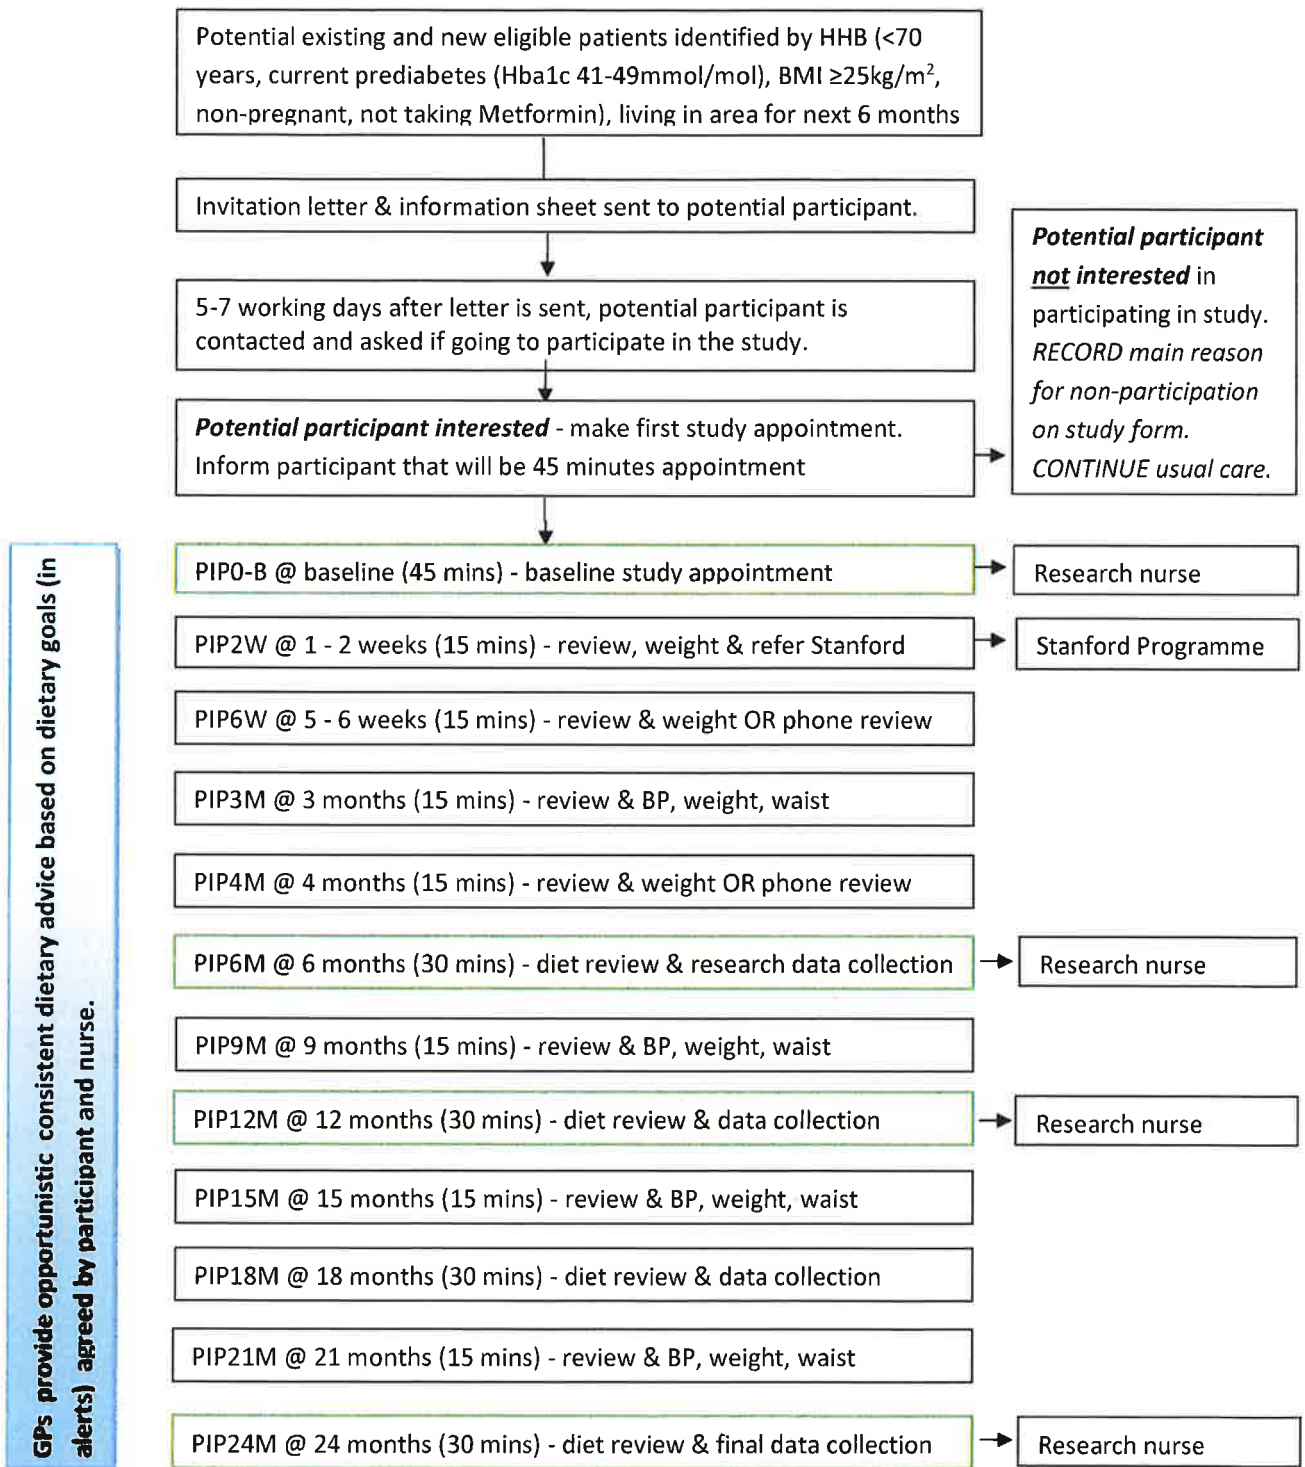 Potential existing and new eligible patients identified by HHB (<70
years, current prediabetes (Hba1c 41-49mmol/mol), BMI ≥25kg/m²,
non-pregnant, not taking Metformin), living in area for next 6 months
Invitation letter & information sheet sent to potential participant.
5-7 working days after letter is sent, potential participant is
contacted and asked if going to participate in the study.
Potential participant interested - make first study appointment.
Inform participant that will be 45 minutes appointment
Potential participant
not interested in
participating in study.
RECORD main reason
for non-participation
on study form.
CONTINUE usual care.
GPs provide opportunistic consistent dietary advice based on dietary goals (in
alerts) agreed by participant and nurse.
PIP0-B @ baseline (45 mins) - baseline study appointment
Research nurse
PIP2W @ 1 - 2 weeks (15 mins) - review, weight & refer Stanford
Stanford Programme
PIP6W @ 5 - 6 weeks (15 mins) - review & weight OR phone review
PIP3M @ 3 months (15 mins) - review & BP, weight, waist
PIP4M @ 4 months (15 mins) - review & weight OR phone review
PIP6M @ 6 months (30 mins) - diet review & research data collection
Research nurse
PIP9M @ 9 months (15 mins) - review & BP, weight, waist
PIP12M @ 12 months (30 mins) - diet review & data collection
Research nurse
PIP15M @ 15 months (15 mins) - review & BP, weight, waist
PIP18M @ 18 months (30 mins) - diet review & data collection
PIP21M @ 21 months (15 mins) - review & BP, weight, waist
PIP24M @ 24 months (30 mins) - diet review & final data collection
Research nurse